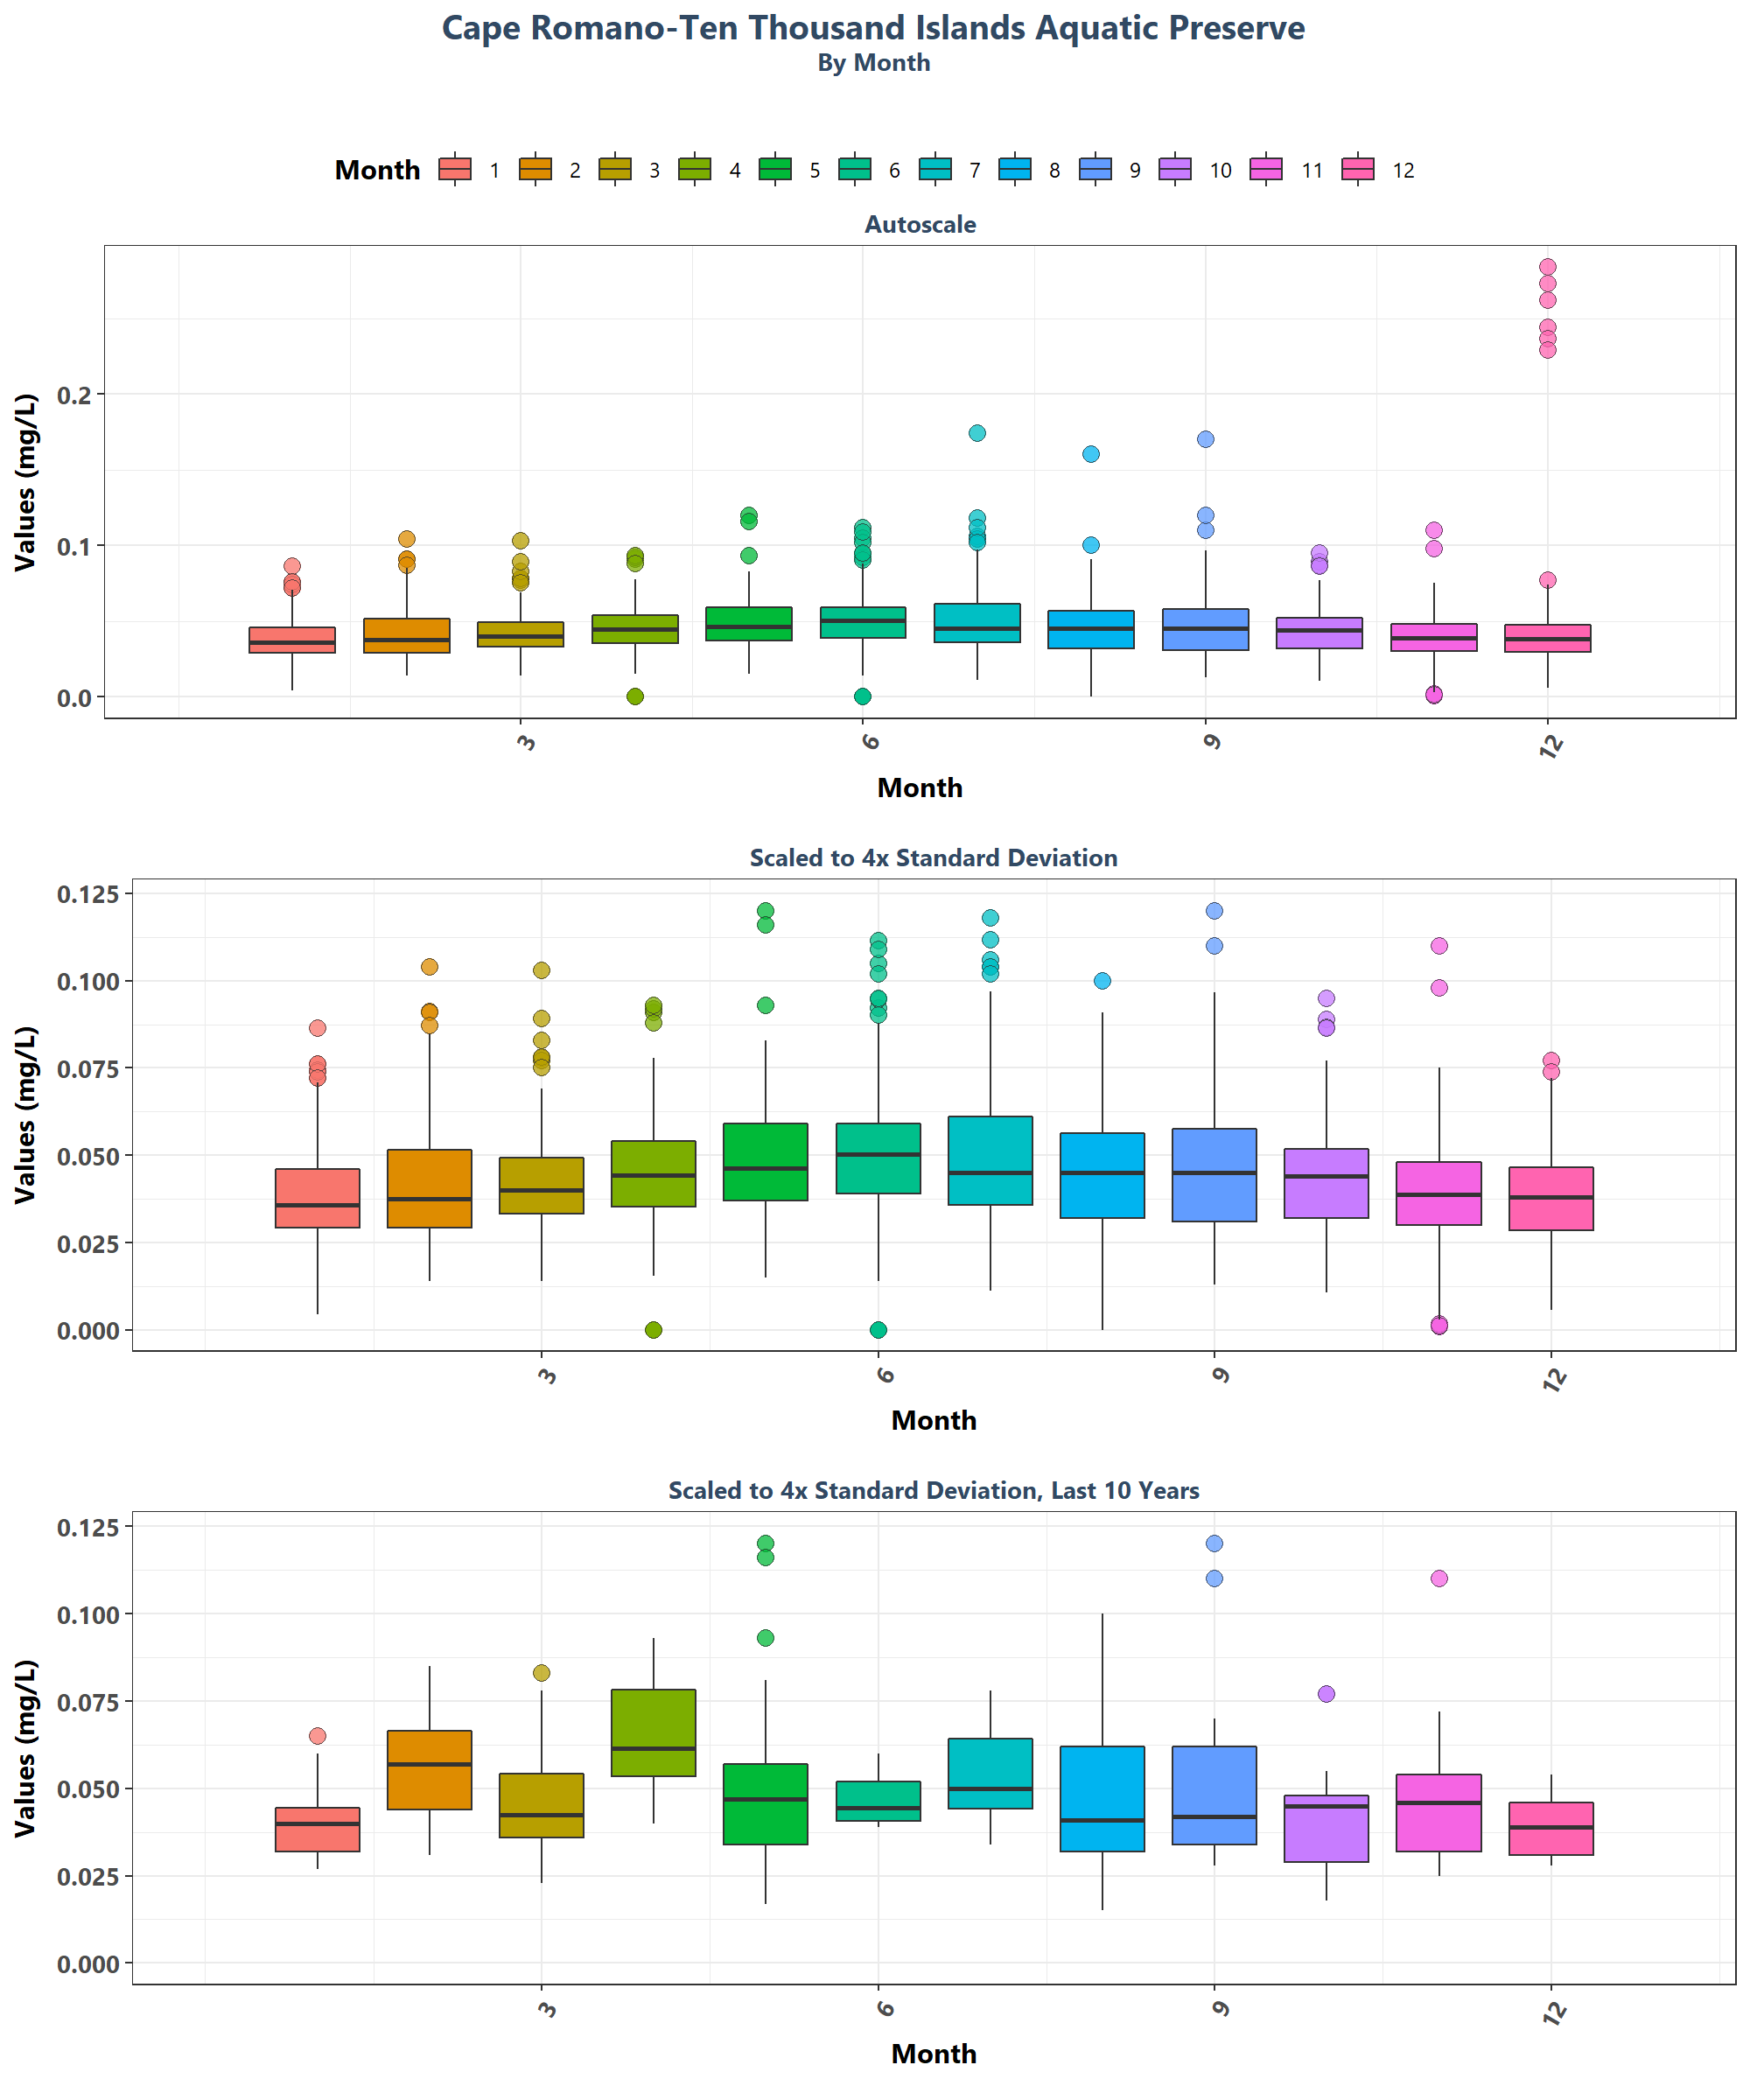 Cape Romano-Ten Thousand Islands Aquatic Preserve
By Month
Month 1 2 3 4 5 6 7 8 9 10 11 12
Autoscale
Values (mg/L)
0.2
0.1
0.0
3 6 9 12
Month
Scaled to 4x Standard Deviation
Values (mg/L)
0.125
0.100
0.075
0.050
0.025
0.000
3 6 9 12
Month
Scaled to 4x Standard Deviation, Last 10 Years
Values (mg/L)
0.125
0.100
0.075
0.050
0.025
0.000
3 6 9 12
Month